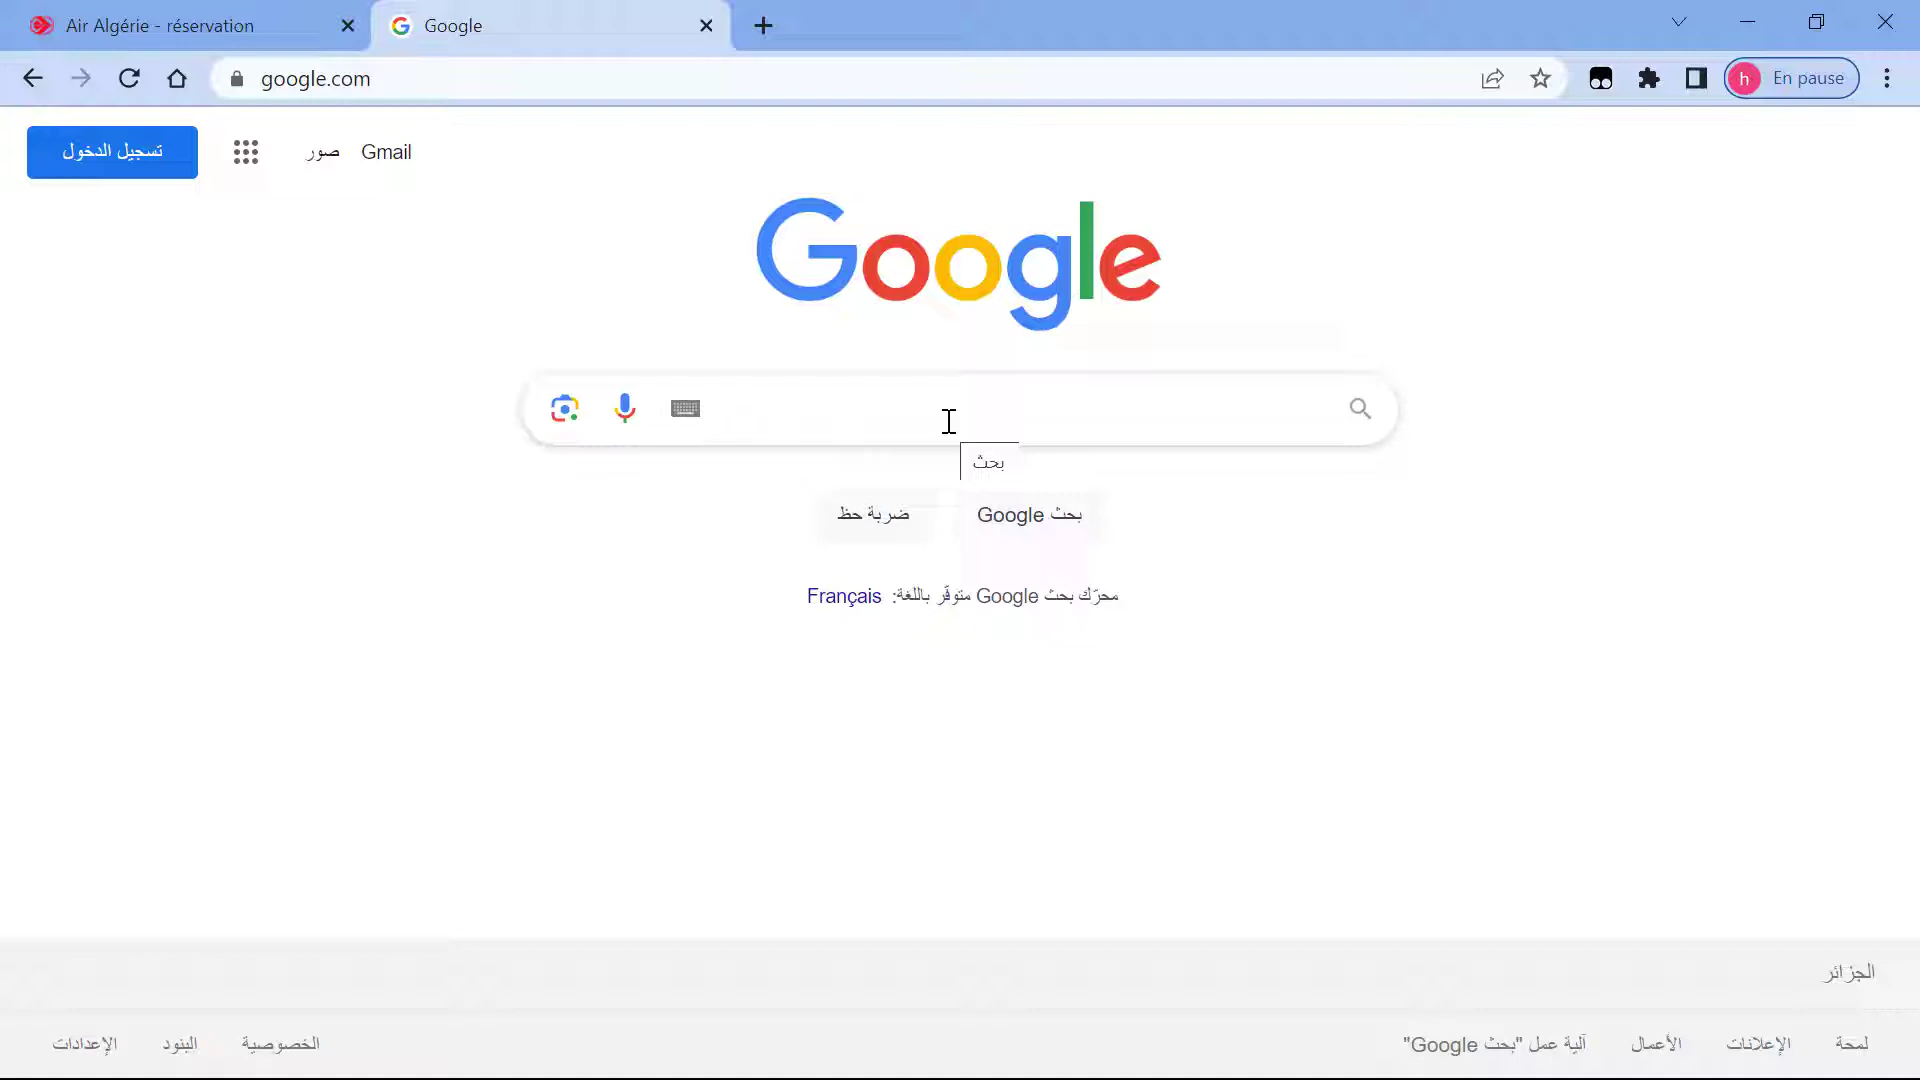 Air Algérie - réservation
Google
google.com
En pause
h
تسجيل الدخول
صور
Gmail
Google
بحث
بحث Google
ضربة حظ
محرّك بحث Google متوفّر باللغة: Français
الجزائر
لمحة
الإعلانات
الأعمال
آلية عمل "بحث Google"
الخصوصية
البنود
الإعدادات